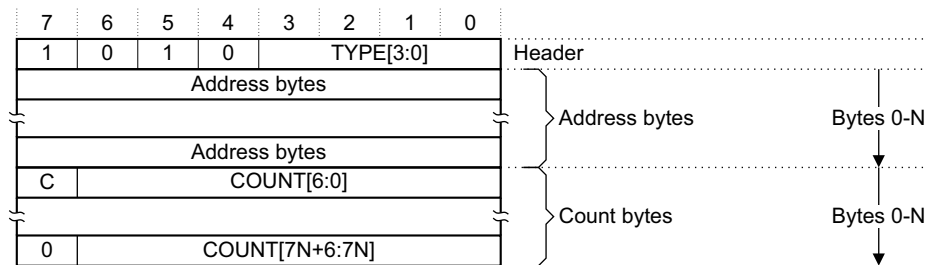 7 6 5 4 3 2 1 0
1 0 1 0 TYPE[3:0] Header
Address bytes
Address bytes Bytes 0-N
Address bytes
C COUNT[6:0]
Count bytes Bytes 0-N
0 COUNT[7N+6:7N]